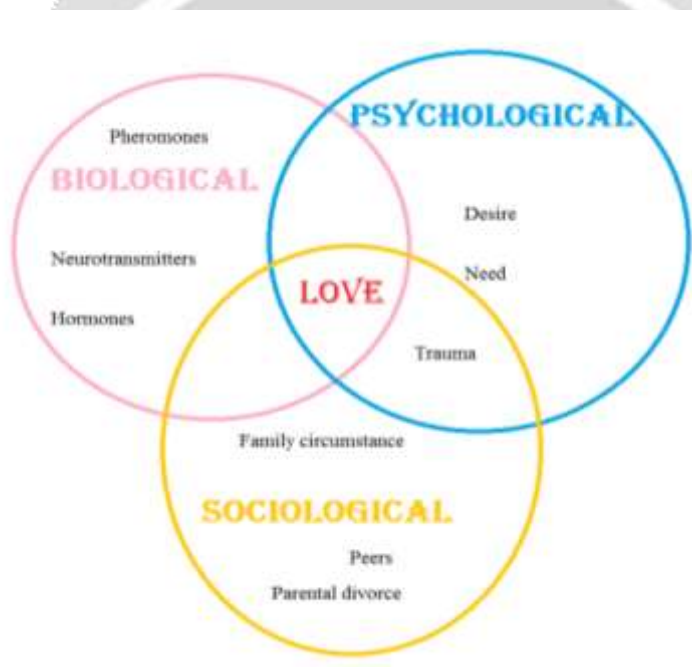 PSYCHOLOGICAL
Pheromones
BIOLOGICAL
Desire
Neurotransmitters
Need
LOVE
Hormones
Trauma
Family circumstance
SOCIOLOGICAL
Peers
Parental divorce